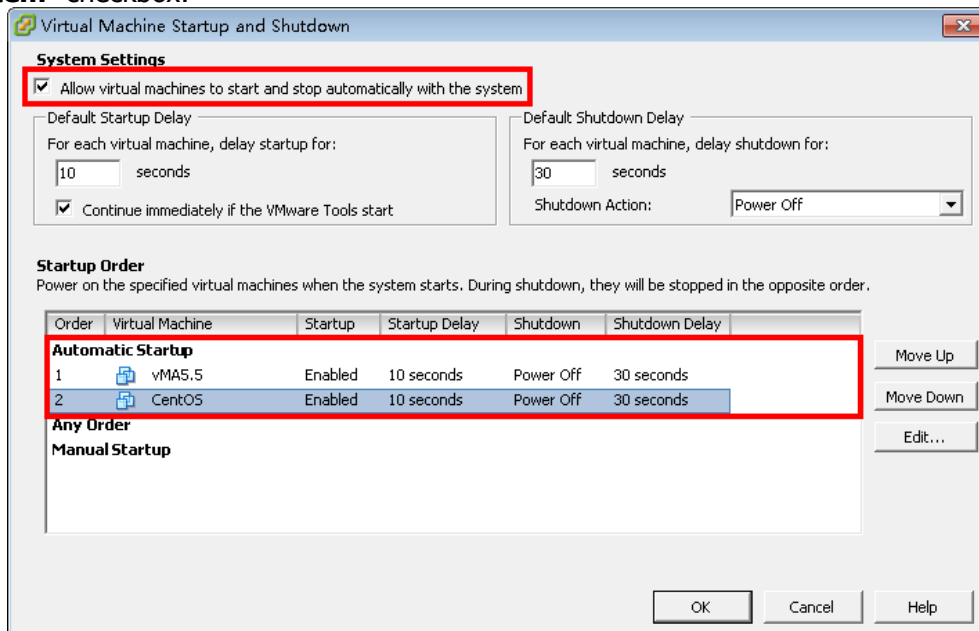 checkbox.
Virtual Machine Startup and Shutdown
System Settings
Allow virtual machines to start and stop automatically with the system
Default Startup Delay
For each virtual machine, delay startup for:
10 seconds
Continue immediately if the VMware Tools start
Default Shutdown Delay
For each virtual machine, delay shutdown for:
30 seconds
Shutdown Action: Power Off
Startup Order
Power on the specified virtual machines when the system starts. During shutdown, they will be stopped in the opposite order.
Order Virtual Machine Startup Startup Delay Shutdown Shutdown Delay
Automatic Startup
1 vMA5.5 Enabled 10 seconds Power Off 30 seconds
2 CentOS Enabled 10 seconds Power Off 30 seconds
Any Order
Manual Startup
Move Up
Move Down
Edit...
OK Cancel Help